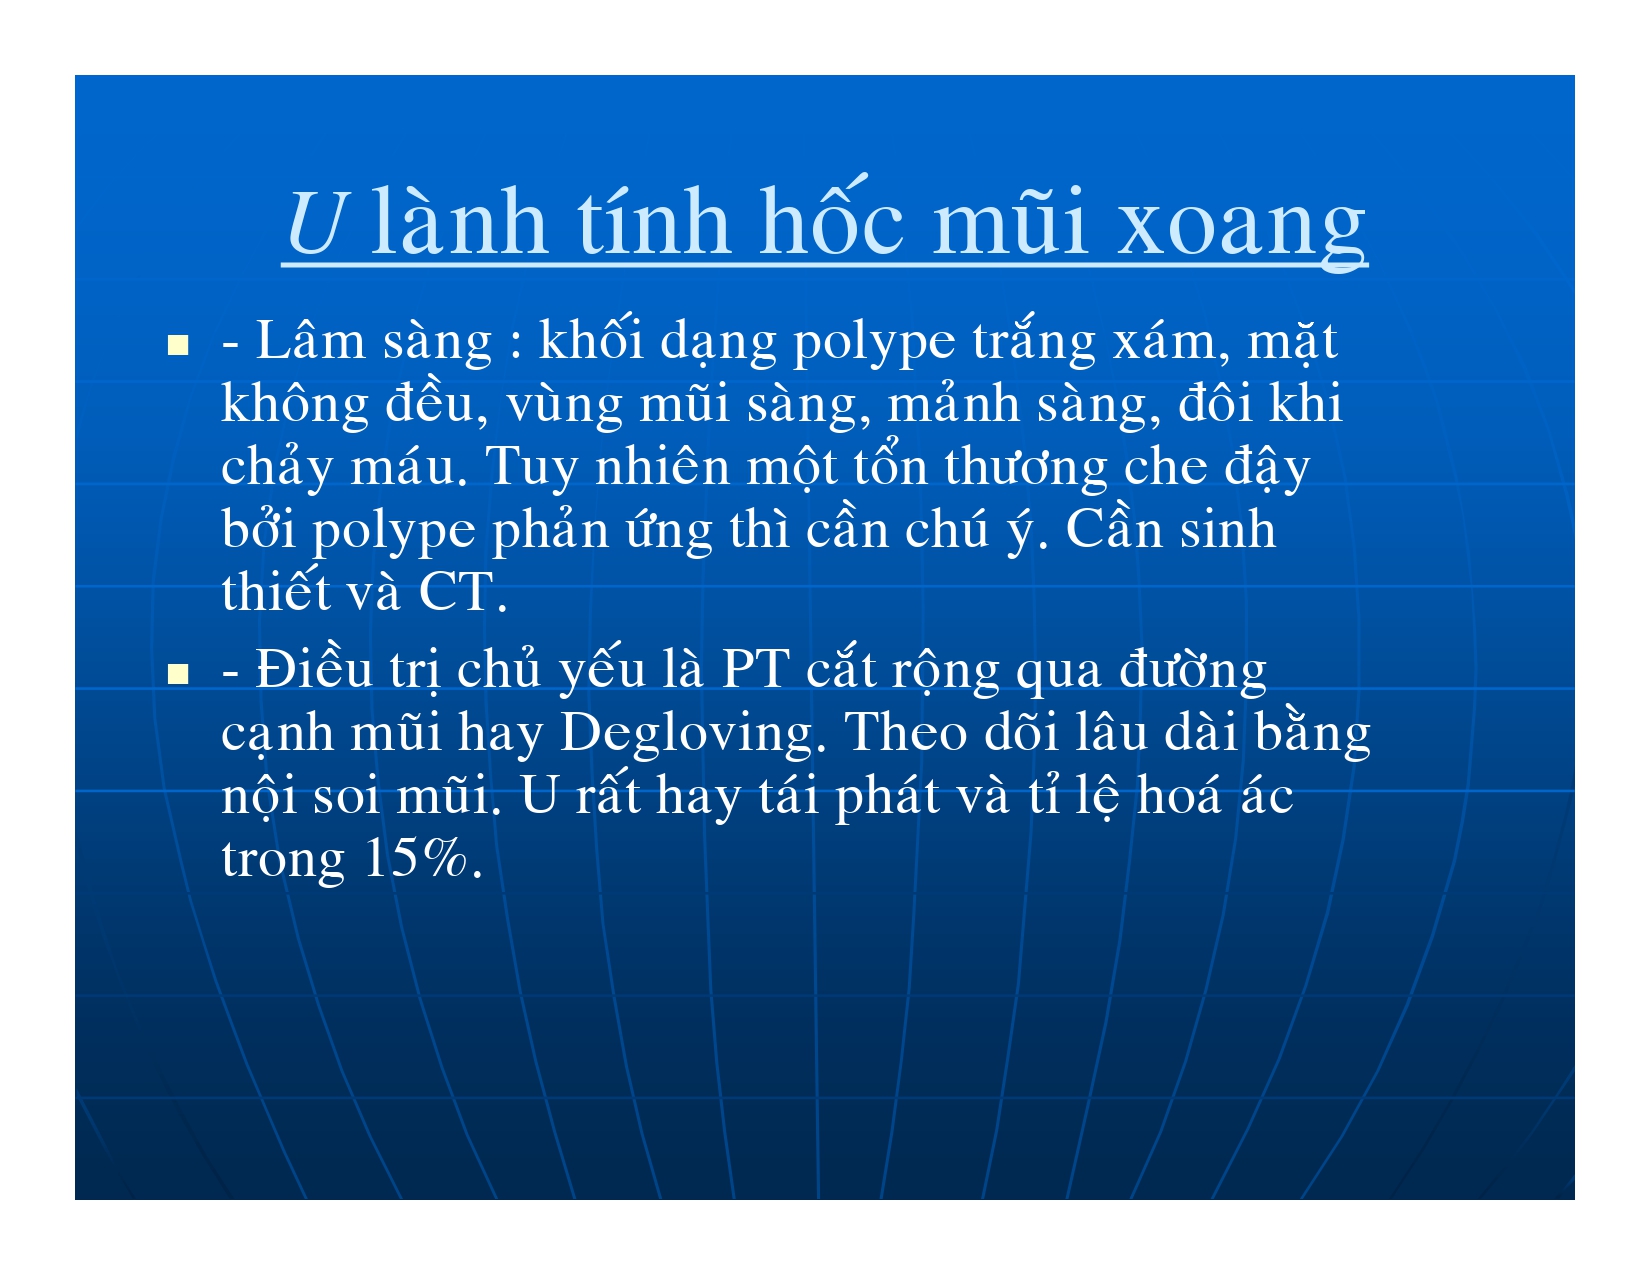 U lành tính hốc mũi xoang
- Lâm sàng : khối dạng polype trắng xám, mặt
không đều, vùng mũi sàng, mảnh sàng, đôi khi
chảy máu. Tuy nhiên một tổn thương che đậy
bởi polype phản ứng thì cần chú ý. Cần sinh
thiết và CT.
- Điều trị chủ yếu là PT cắt rộng qua đường
cạnh mũi hay Degloving. Theo dõi lâu dài bằng
nội soi mũi. U rất hay tái phát và tỉ lệ hoá ác
trong 15%.